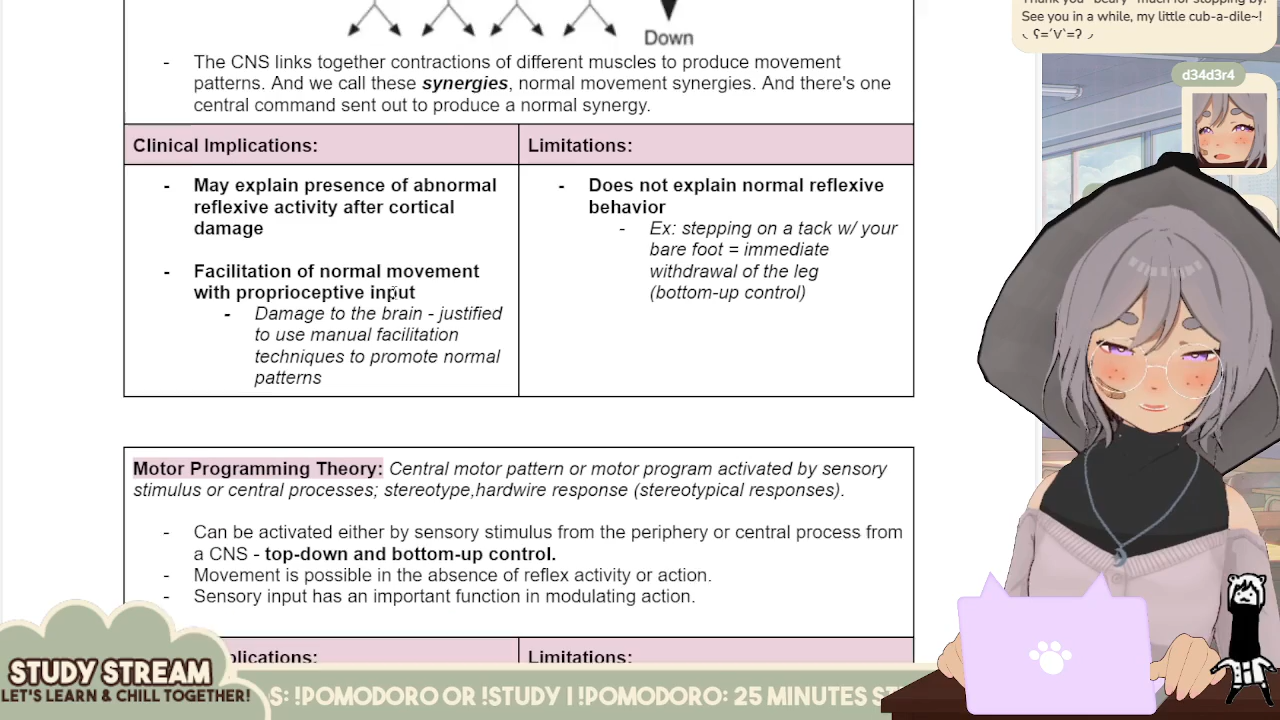 Thank you "beary" much for stopping by!
See you in a while, my little cub-a-dile~!
d34d3r4
Down
- The CNS links together contractions of different muscles to produce movement
patterns. And we call these synergies, normal movement synergies. And there's one
central command sent out to produce a normal synergy.
Clinical Implications:
- May explain presence of abnormal
reflexive activity after cortical
damage
- Facilitation of normal movement
with proprioceptive input
- Damage to the brain - justified
to use manual facilitation
techniques to promote normal
patterns
Limitations:
- Does not explain normal reflexive
behavior
- Ex: stepping on a tack w/ your
bare foot = immediate
withdrawal of the leg
(bottom-up control)
Motor Programming Theory: Central motor pattern or motor program activated by sensory
stimulus or central processes; stereotype,hardwire response (stereotypical responses).
- Can be activated either by sensory stimulus from the periphery or central process from
a CNS - top-down and bottom-up control.
- Movement is possible in the absence of reflex activity or action.
- Sensory input has an important function in modulating action.
plications:
Limitations:
STUDY STREAM
LET'S LEARN & CHILL TOGETHER!
S: !POMODORO OR !STUDY | !POMODORO: 25 MINUTES ST